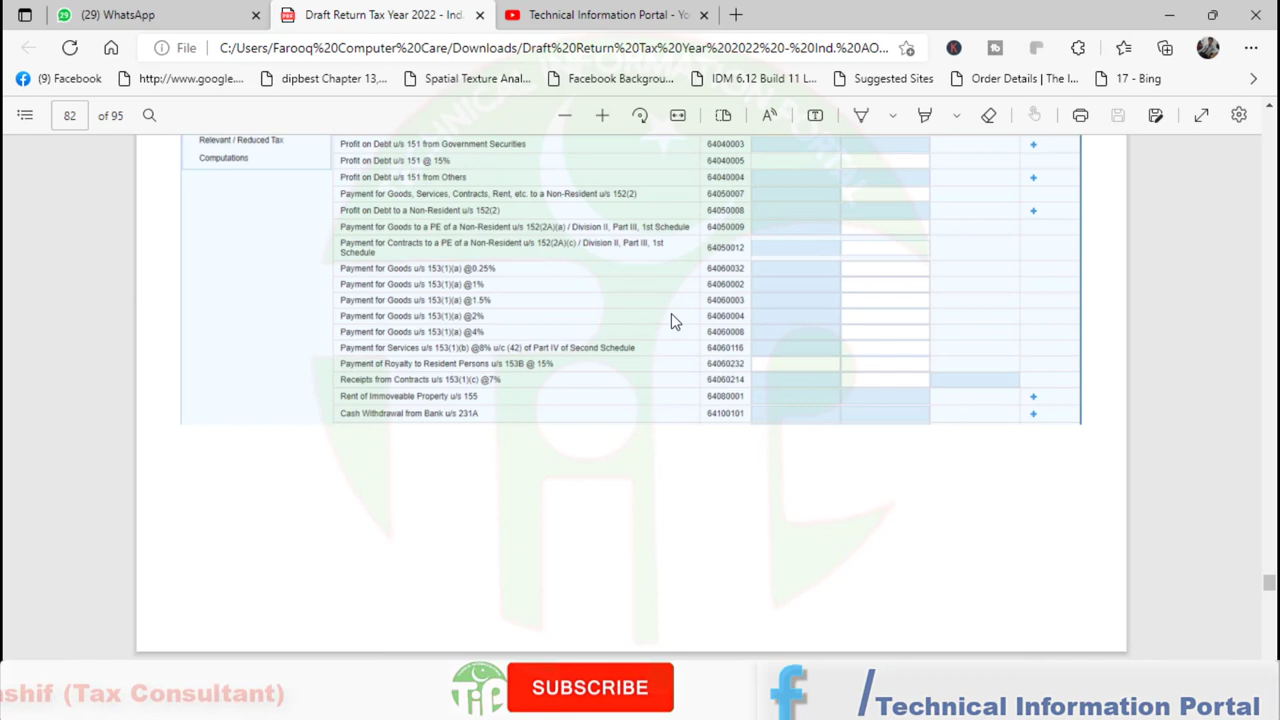 (29) WhatsApp
Draft Return Tax Year 2022 - Ind.
Technical Information Portal - Yo
File
C:/Users/Farooq%20Computer%20Care/Downloads/Draft%20Return%20Tax%20Year%202022%20-%20Ind.%20AO...
(9) Facebook
http://www.google....
dipbest Chapter 13,...
Spatial Texture Anal...
Facebook Backgrou...
IDM 6.12 Build 11 L...
Suggested Sites
Order Details | The I...
17 - Bing
82 of 95
Relevant / Reduced Tax
Computations
Profit on Debt u/s 151 from Government Securities 64040003
Profit on Debt u/s 151 @ 15% 64040005
Profit on Debt u/s 151 from Others 64040004
Payment for Goods, Services, Contracts, Rent, etc. to a Non-Resident u/s 152(2) 64050007
Profit on Debt to a Non-Resident u/s 152(2) 64050008
Payment for Goods to a PE of a Non-Resident u/s 152(2A)(a) / Division II, Part III, 1st Schedule 64050009
Payment for Contracts to a PE of a Non-Resident u/s 152(2A)(c) / Division II, Part III, 1st
Schedule 64050012
Payment for Goods u/s 153(1)(a) @0.25% 64060032
Payment for Goods u/s 153(1)(a) @1% 64060002
Payment for Goods u/s 153(1)(a) @1.5% 64060003
Payment for Goods u/s 153(1)(a) @2% 64060004
Payment for Goods u/s 153(1)(a) @4% 64060008
Payment for Services u/s 153(1)(b) @8% u/c (42) of Part IV of Second Schedule 64060116
Payment of Royalty to Resident Persons u/s 153B @ 15% 64060232
Receipts from Contracts u/s 153(1)(c) @7% 64060214
Rent of Immoveable Property u/s 155 64080001
Cash Withdrawal from Bank u/s 231A 64100101
ashif (Tax Consultant)
SUBSCRIBE
/Technical Information Portal